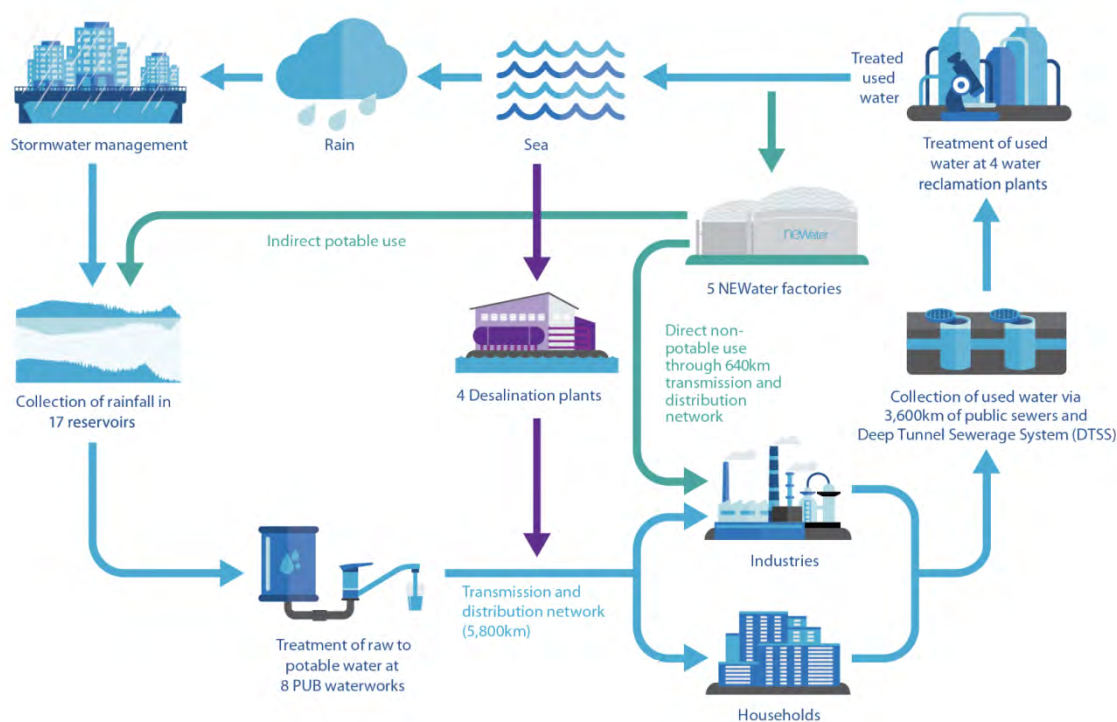 Treated
used
water
Stormwater management
Rain
Sea
Treatment of used
water at 4 water
reclamation plants
Indirect potable use
neWater
5 NEWater factories
Direct non-
potable use
through 640km
transmission and
distribution
network
Collection of rainfall in
17 reservoirs
4 Desalination plants
Collection of used water via
3,600km of public sewers and
Deep Tunnel Sewerage System (DTSS)
Industries
Transmission and
distribution network
(5,800km)
Treatment of raw to
potable water at
8 PUB waterworks
Households